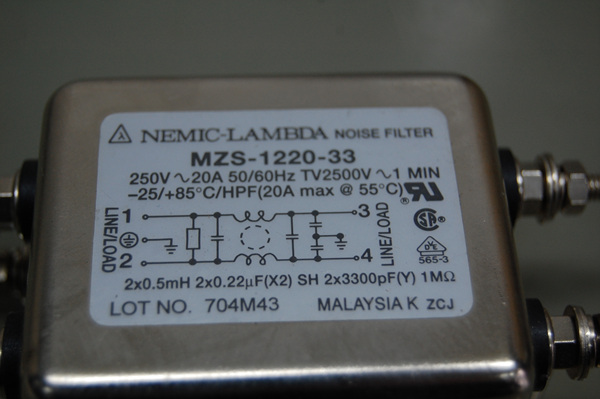 NEMIC-LAMBDA NOISE FILTER
MZS-1220-33
250V ~ 20A 50/60Hz TV2500V ~ 1 MIN
-25/+85°C/HPF(20A max @ 55°C)
LINE/LOAD
1
2
3
4
LINE/LOAD
565-3
2x0.5mH 2x0.22µF(X2) SH 2x3300pF(Y) 1MΩ
LOT NO. 704M43 MALAYSIA K ZCJ